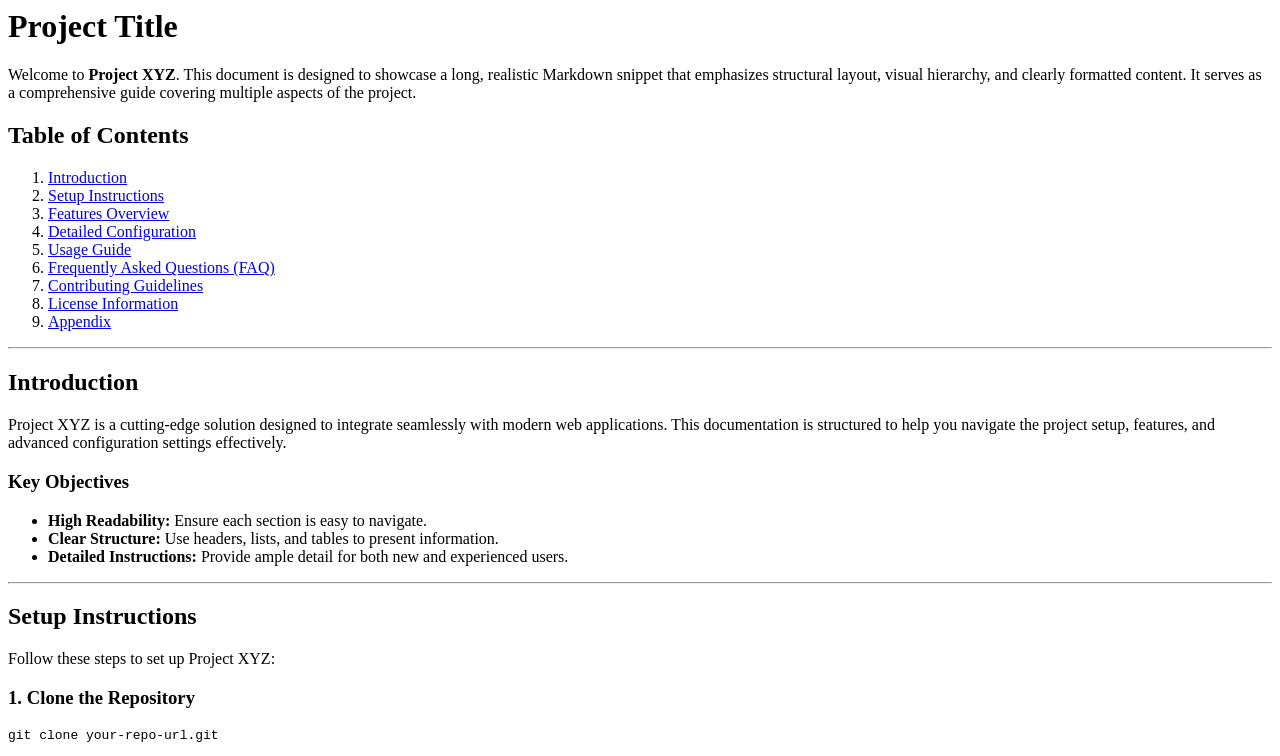 Project Title
Welcome to Project XYZ. This document is designed to showcase a long, realistic Markdown snippet that emphasizes structural layout, visual hierarchy, and clearly formatted content. It serves as
a comprehensive guide covering multiple aspects of the project.
Table of Contents
1. Introduction
2. Setup Instructions
3. Features Overview
4. Detailed Configuration
5. Usage Guide
6. Frequently Asked Questions (FAQ)
7. Contributing Guidelines
8. License Information
9. Appendix
Introduction
Project XYZ is a cutting-edge solution designed to integrate seamlessly with modern web applications. This documentation is structured to help you navigate the project setup, features, and
advanced configuration settings effectively.
Key Objectives
• High Readability: Ensure each section is easy to navigate.
• Clear Structure: Use headers, lists, and tables to present information.
• Detailed Instructions: Provide ample detail for both new and experienced users.
Setup Instructions
Follow these steps to set up Project XYZ:
1. Clone the Repository
git clone your-repo-url.git